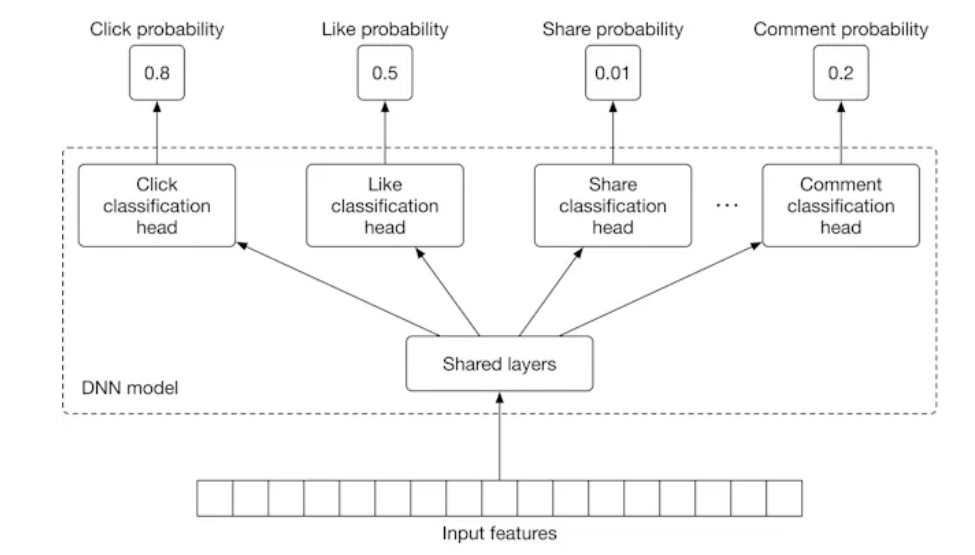 Click probability
Like probability
Share probability
Comment probability
0.8
0.5
0.01
0.2
Click
classification
head
Like
classification
head
Share
classification
head
...
Comment
classification
head
Shared layers
DNN model
Input features